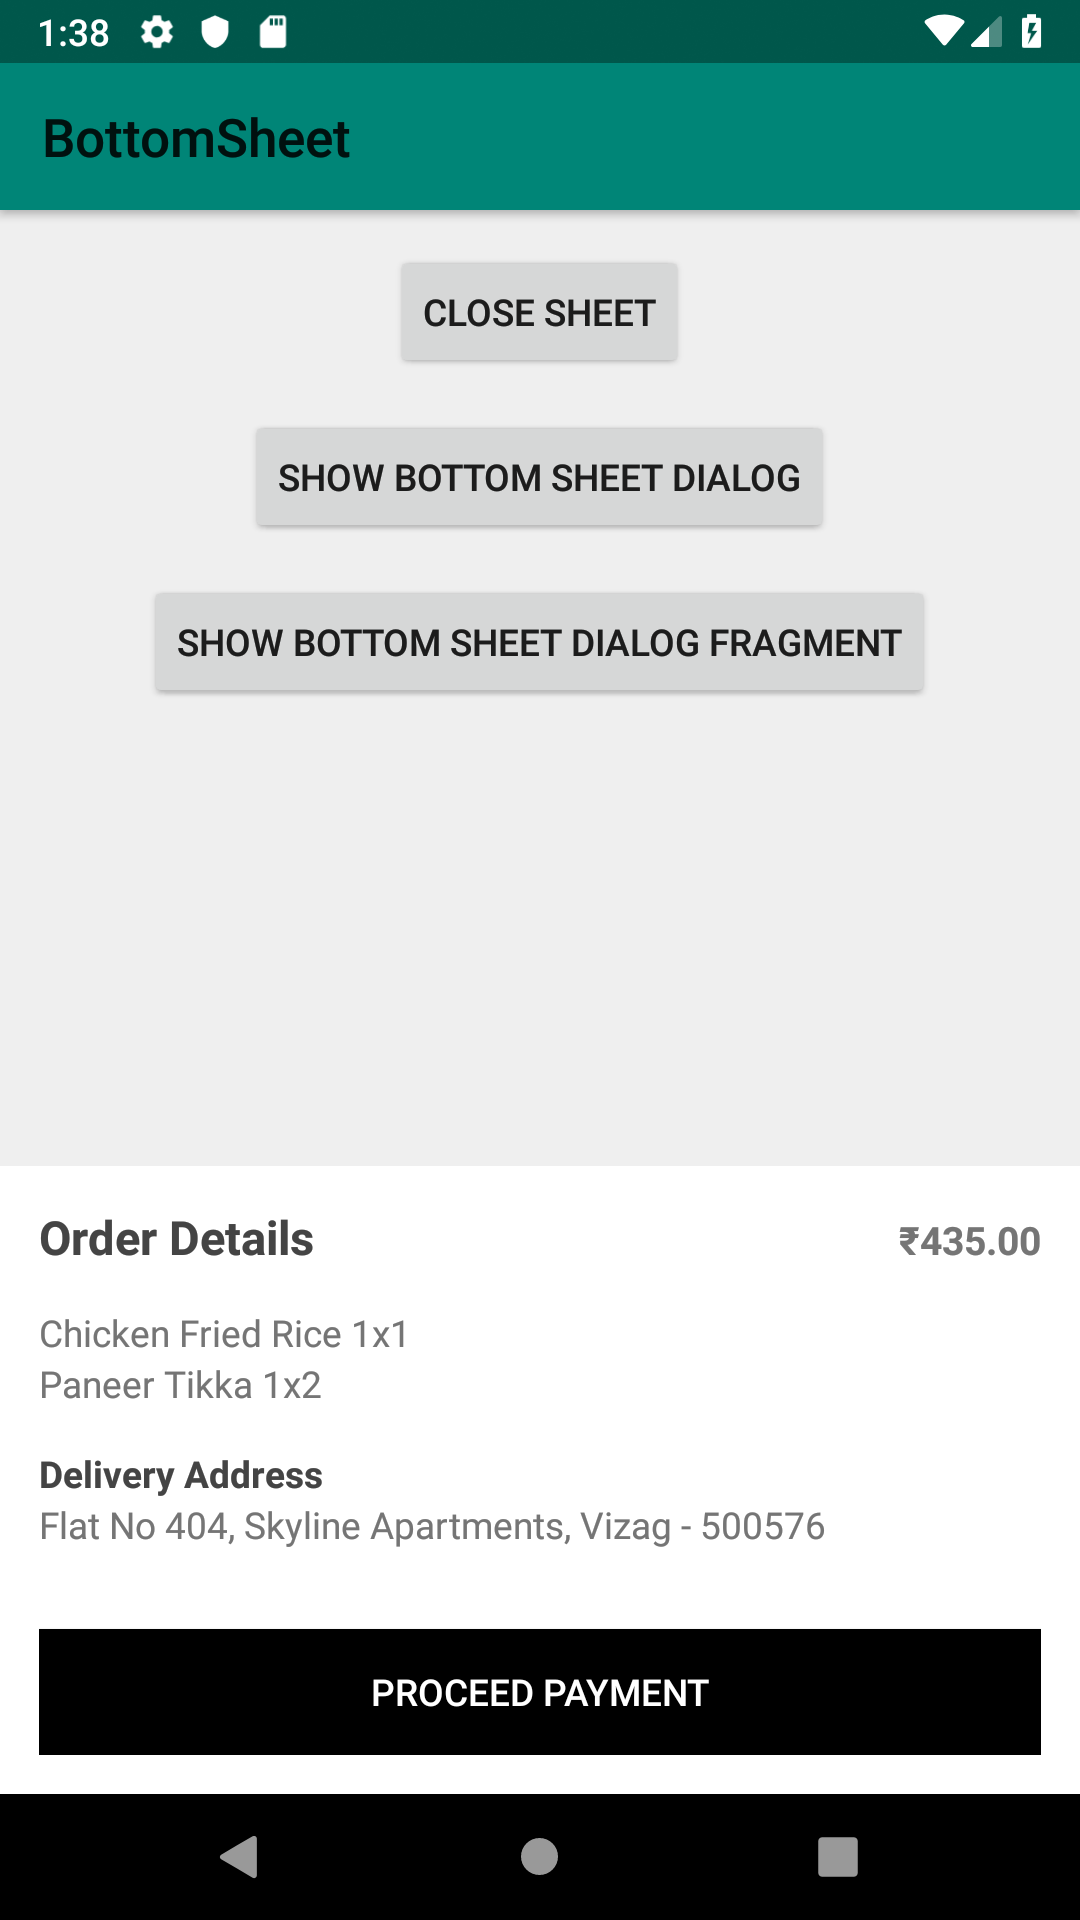 1:38
BottomSheet
CLOSE SHEET
SHOW BOTTOM SHEET DIALOG
SHOW BOTTOM SHEET DIALOG FRAGMENT
Order Details
₹435.00
Chicken Fried Rice 1x1
Paneer Tikka 1x2
Delivery Address
Flat No 404, Skyline Apartments, Vizag - 500576
PROCEED PAYMENT